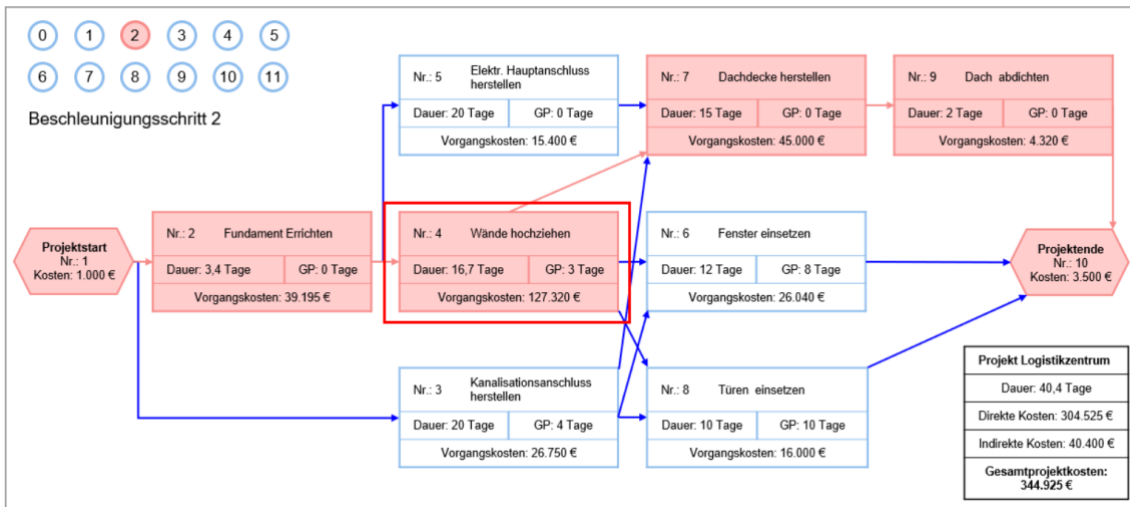 0 1 2 3 4 5
6 7 8 9 10 11
Beschleunigungsschritt 2
Nr.: 5 Elektr. Hauptanschluss
herstellen
Dauer: 20 Tage GP: 0 Tage
Vorgangskosten: 15.400 €
Nr.: 7 Dachdecke herstellen
Dauer: 15 Tage GP: 0 Tage
Vorgangskosten: 45.000 €
Nr.: 9 Dach abdichten
Dauer: 2 Tage GP: 0 Tage
Vorgangskosten: 4.320 €
Projektstart
Nr.: 1
Kosten: 1.000 €
Nr.: 2 Fundament Errichten
Dauer: 3,4 Tage GP: 0 Tage
Vorgangskosten: 39.195 €
Nr.: 4 Wände hochziehen
Dauer: 16,7 Tage GP: 3 Tage
Vorgangskosten: 127.320 €
Nr.: 6 Fenster einsetzen
Dauer: 12 Tage GP: 8 Tage
Vorgangskosten: 26.040 €
Projektende
Nr.: 10
Kosten: 3.500 €
Nr.: 3 Kanalisationsanschluss
herstellen
Dauer: 20 Tage GP: 4 Tage
Vorgangskosten: 26.750 €
Nr.: 8 Türen einsetzen
Dauer: 10 Tage GP: 10 Tage
Vorgangskosten: 16.000 €
Projekt Logistikzentrum
Dauer: 40,4 Tage
Direkte Kosten: 304.525 €
Indirekte Kosten: 40.400 €
Gesamtprojektkosten:
344.925 €